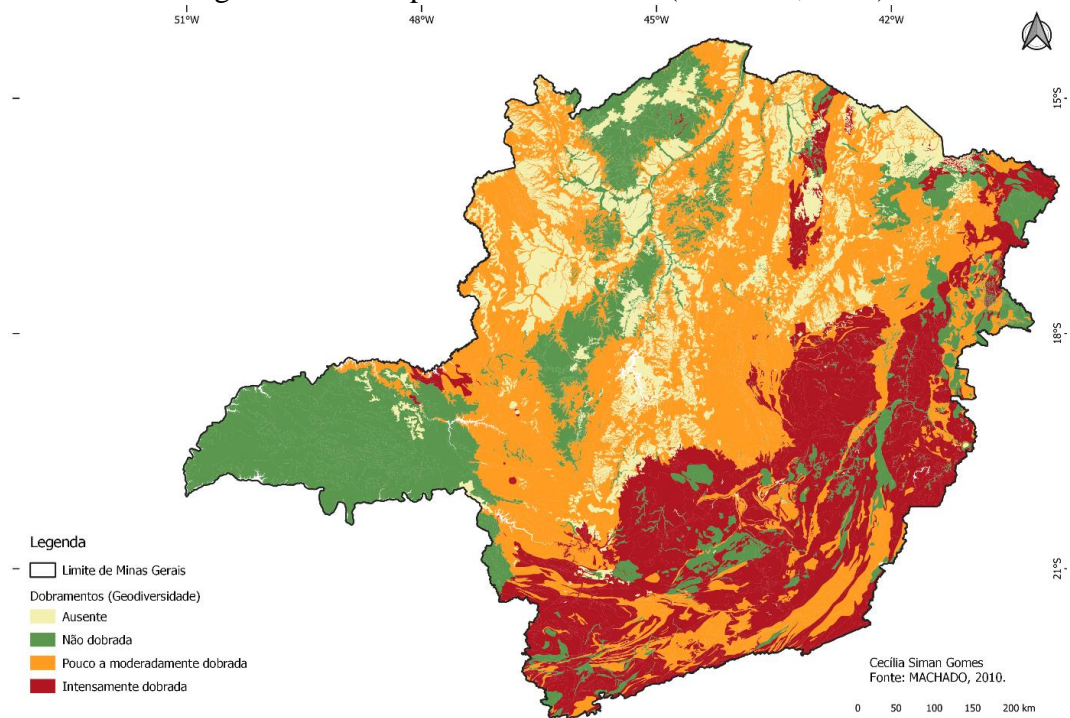 51°W 48°W 45°W 42°W
15°S
18°S
21°S
Legenda
Limite de Minas Gerais
Dobramentos (Geodiversidade)
Ausente
Não dobrada
Pouco a moderadamente dobrada
Intensamente dobrada
Cecília Siman Gomes
Fonte: MACHADO, 2010.
0 50 100 150 200 km